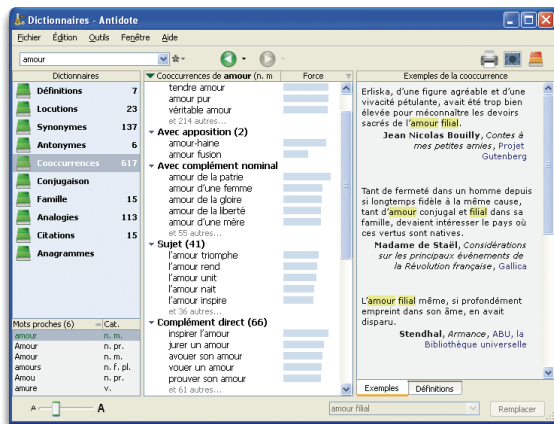 Dictionnaires - Antidote
Fichier Édition Outils Fenêtre Aide
amour
Dictionnaires
Définitions 7
Locutions 23
Synonymes 137
Antonymes 6
Cooccurrences 617
Conjugaison
Famille 15
Analogies 113
Citations 15
Anagrammes
Mots proches (6) Cat.
amour n. m.
Amour n. pr.
Amour n. m.
amours n. f. pl.
Amou n. pr.
amure v.
A A
Cooccurrences de amour (n. m Force
tendre amour
amour pur
véritable amour
et 214 autres...
Avec apposition (2)
amour-haine
amour fusion
Avec complément nominal
amour de la patrie
amour d'une femme
amour de la gloire
amour de la liberté
amour d'une mère
et 55 autres...
Sujet (41)
l'amour triomphe
l'amour rend
l'amour unit
l'amour nait
l'amour inspire
et 36 autres...
Complément direct (66)
inspirer l'amour
jurer un amour
avouer son amour
vouer un amour
prouver son amour
et 61 autres...
Exemples de la cooccurrence
Erliska, d'une figure agréable et d'une
vivacité pétulante, avait été trop bien
élevée pour méconnaître les devoirs
sacrés de l'amour filial.
Jean Nicolas Bouilly, Contes à
mes petites amies, Projet
Gutenberg
Tant de fermeté dans un homme depuis
si longtemps fidèle à la même cause,
tant d'amour conjugal et filial dans sa
famille, devaient intéresser le pays où
ces vertus sont natives.
Madame de Staël, Considérations
sur les principaux événements de
la Révolution française, Gallica
L'amour filial même, si profondément
empreint dans son âme, en avait
disparu.
Stendhal, Armance, ABU, la
Bibliothèque universelle
Exemples Définitions
amour filial Remplacer